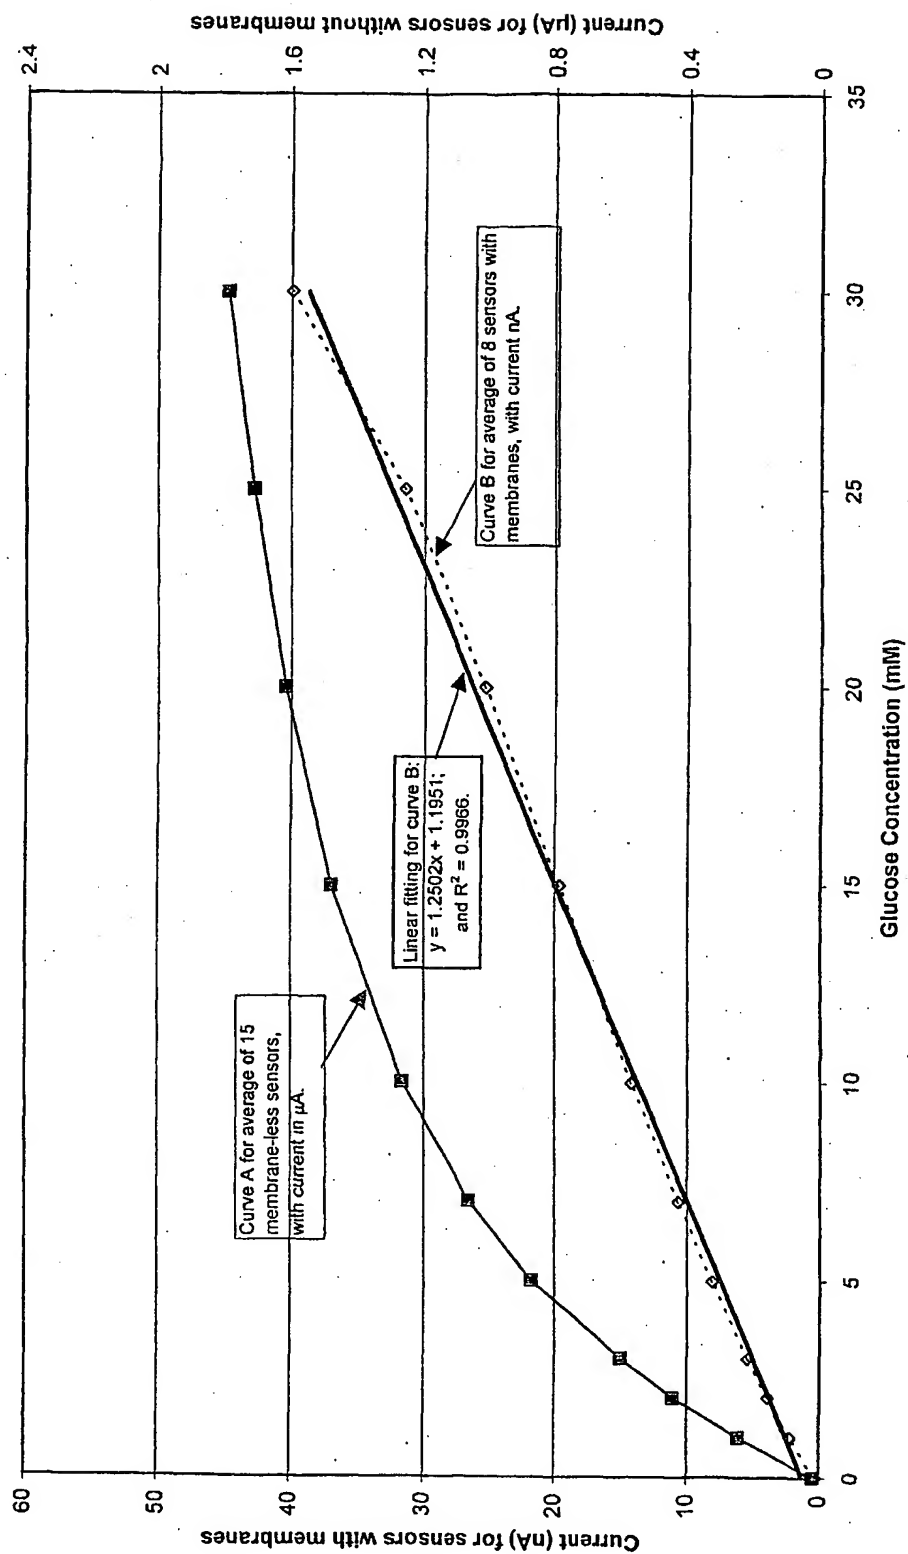 Current (µA) for sensors without membranes
2.4
2
1.6
1.2
0.8
0.4
0
60
50
40
30
20
10
0
Current (nA) for sensors with membranes
Curve A for average of 15
membrane-less sensors,
with current in µA.
Linear fitting for curve B:
y = 1.2502x + 1.1951;
and R² = 0.9966.
Curve B for average of 8 sensors with
membranes, with current nA.
0
5
10
15
20
25
30
35
Glucose Concentration (mM)